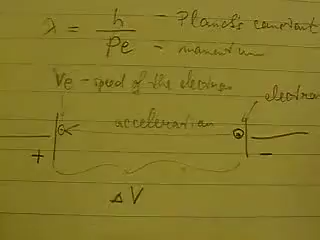 λ = h/Pe - Planck's constant
- momentum
Ve - speed of the electron
electron
acceleration
+ -
ΔV